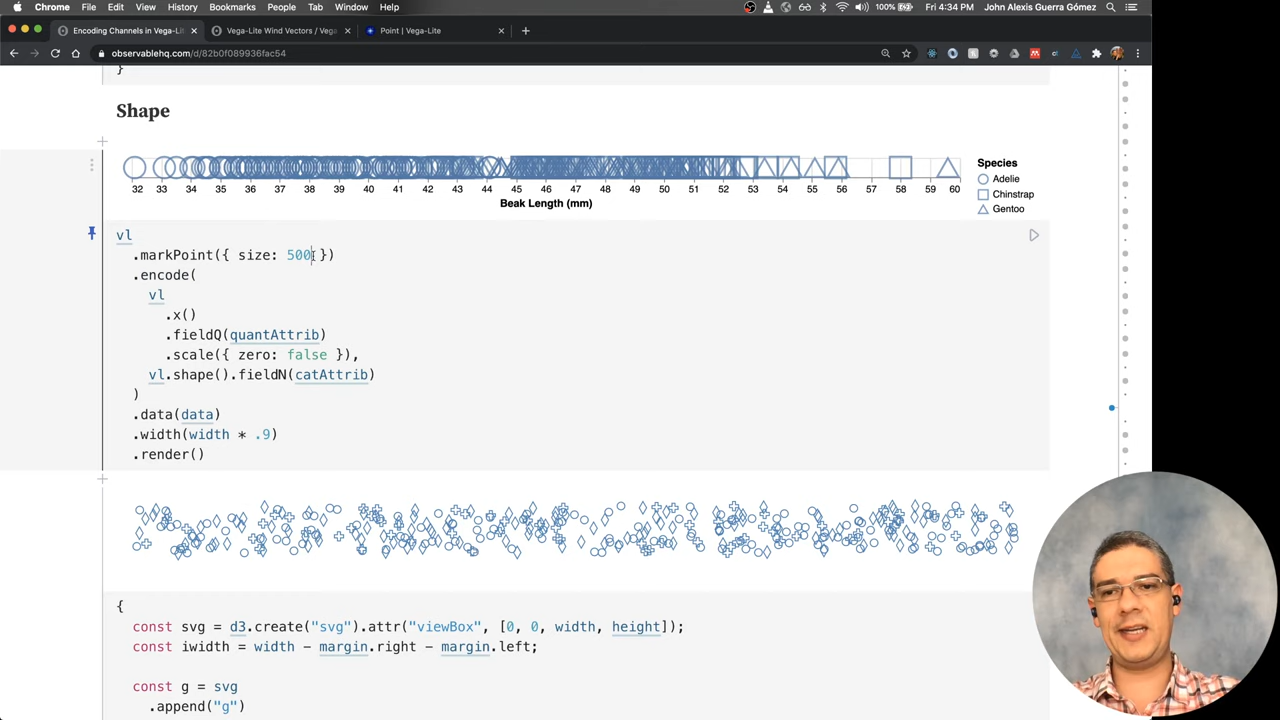 Chrome File Edit View History Bookmarks People Tab Window Help 100% Fri 4:34 PM John Alexis Guerra Gómez
Encoding Channels in Vega-Lit × Vega-Lite Wind Vectors / Vega × Point | Vega-Lite × +
observablehq.com/d/82b0f089936fac54
}
Shape
32 33 34 35 36 37 38 39 40 41 42 43 44 45 46 47 48 49 50 51 52 53 54 55 56 57 58 59 60
Beak Length (mm)
Species
Adelie
Chinstrap
Gentoo
vl
.markPoint({ size: 500 })
.encode(
vl
.x()
.fieldQ(quantAttrib)
.scale({ zero: false }),
vl.shape().fieldN(catAttrib)
)
.data(data)
.width(width * .9)
.render()
{
const svg = d3.create("svg").attr("viewBox", [0, 0, width, height]);
const iwidth = width - margin.right - margin.left;
const g = svg
.append("g")